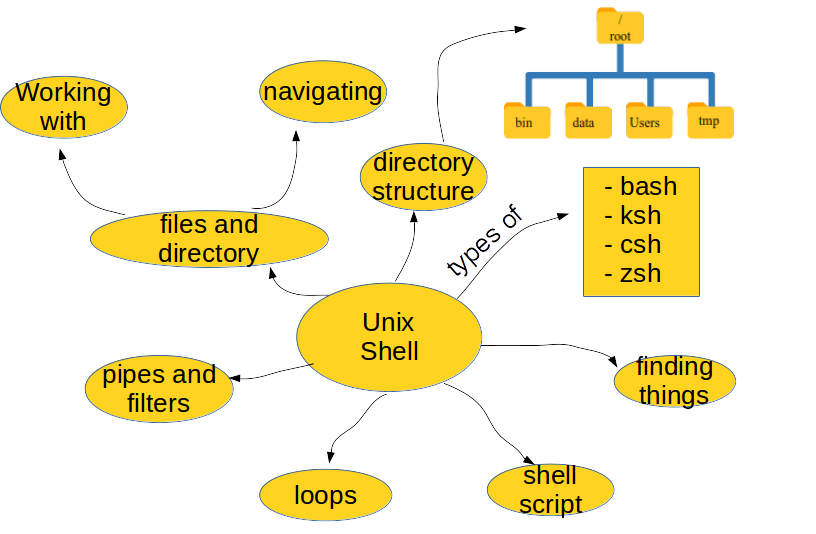 /
root
bin
data
Users
tmp
Working
with
navigating
directory
structure
files and
directory
types of
- bash
- ksh
- csh
- zsh
Unix
Shell
pipes and
filters
finding
things
loops
shell
script